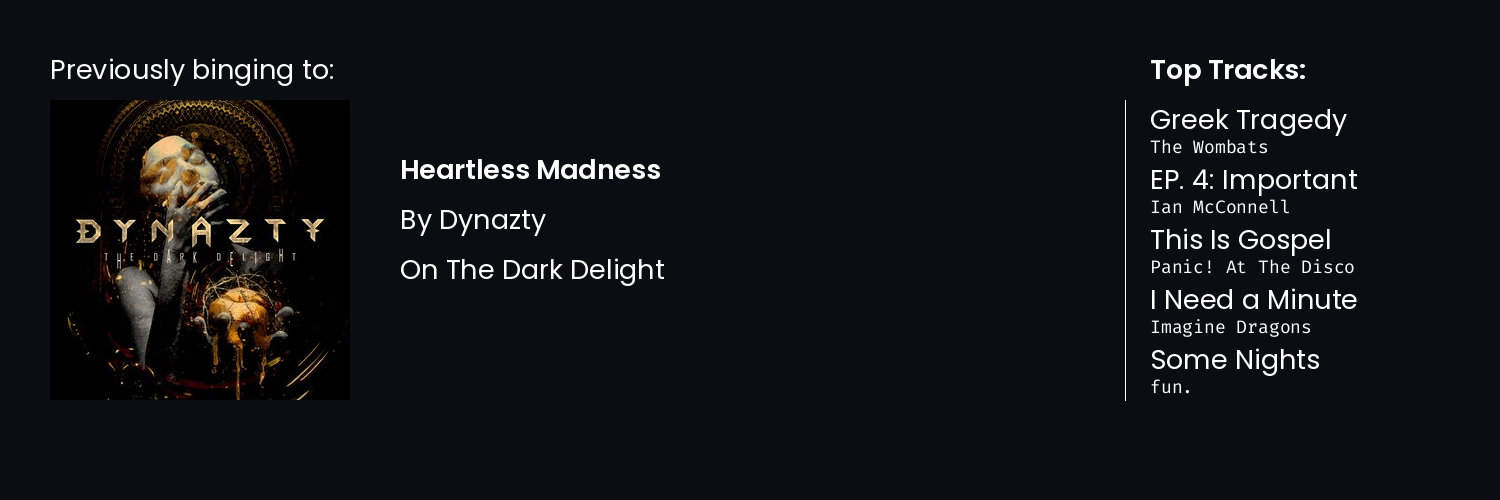 Previously binging to:
DYNAZTY
THE DARK DELIGHT
Heartless Madness
By Dynazty
On The Dark Delight
Top Tracks:
Greek Tragedy
The Wombats
EP. 4: Important
Ian McConnell
This Is Gospel
Panic! At The Disco
I Need a Minute
Imagine Dragons
Some Nights
fun.